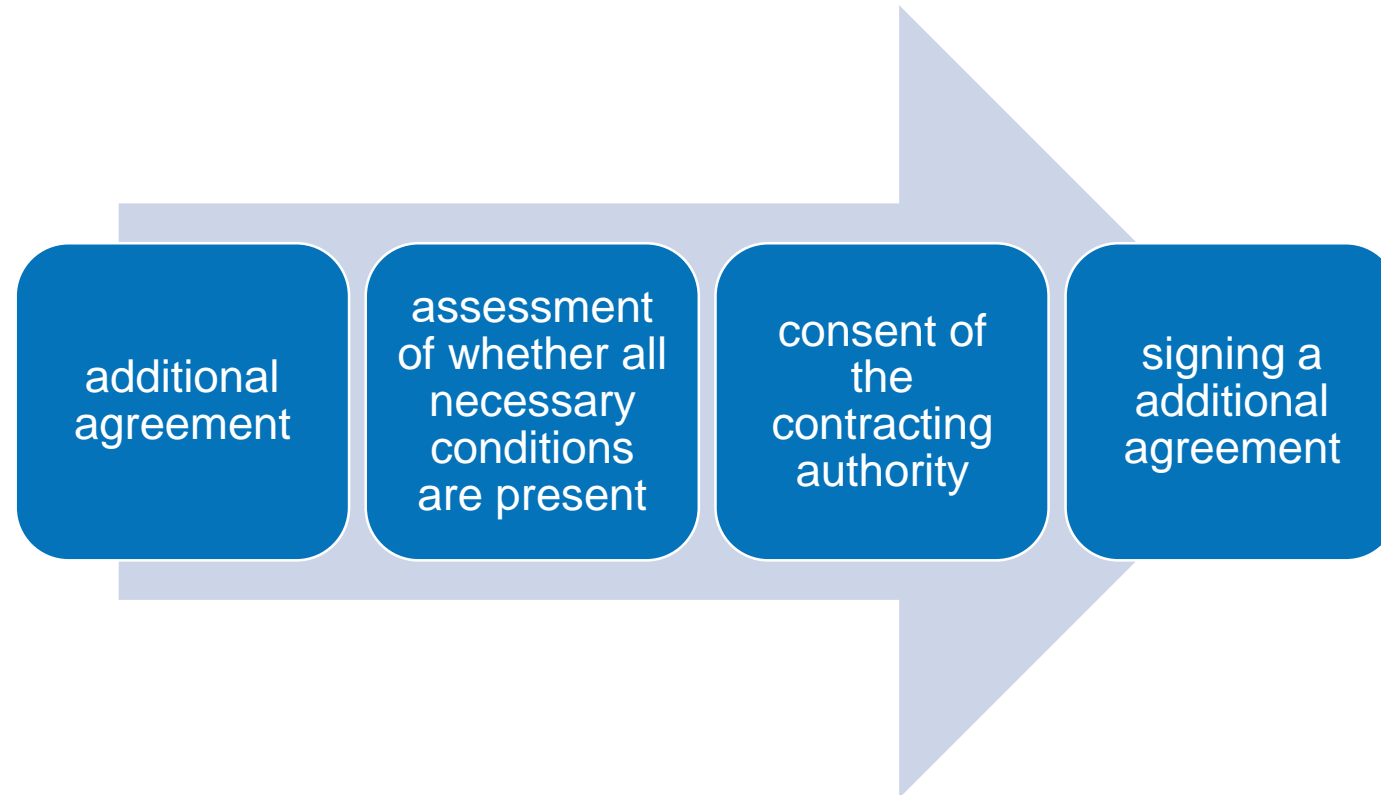 additional
agreement
assessment
of whether all
necessary
conditions
are present
consent of
the
contracting
authority
signing a
additional
agreement